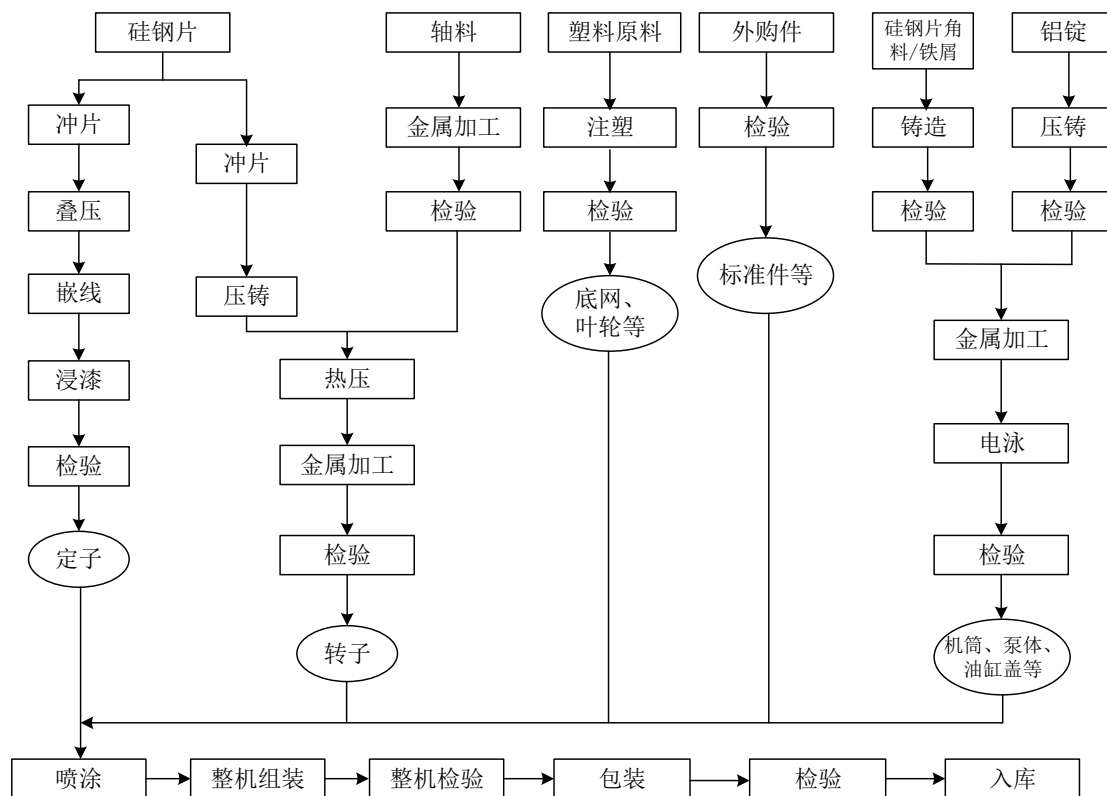 硅钢片
轴料
塑料原料
外购件
硅钢片角
料/铁屑
铝锭
冲片
冲片
金属加工
注塑
检验
铸造
压铸
叠压
检验
检验
检验
检验
嵌线
压铸
底网、
叶轮等
标准件等
浸漆
热压
金属加工
检验
金属加工
电泳
定子
检验
检验
转子
机筒、泵体、
油缸盖等
喷涂
整机组装
整机检验
包装
检验
入库